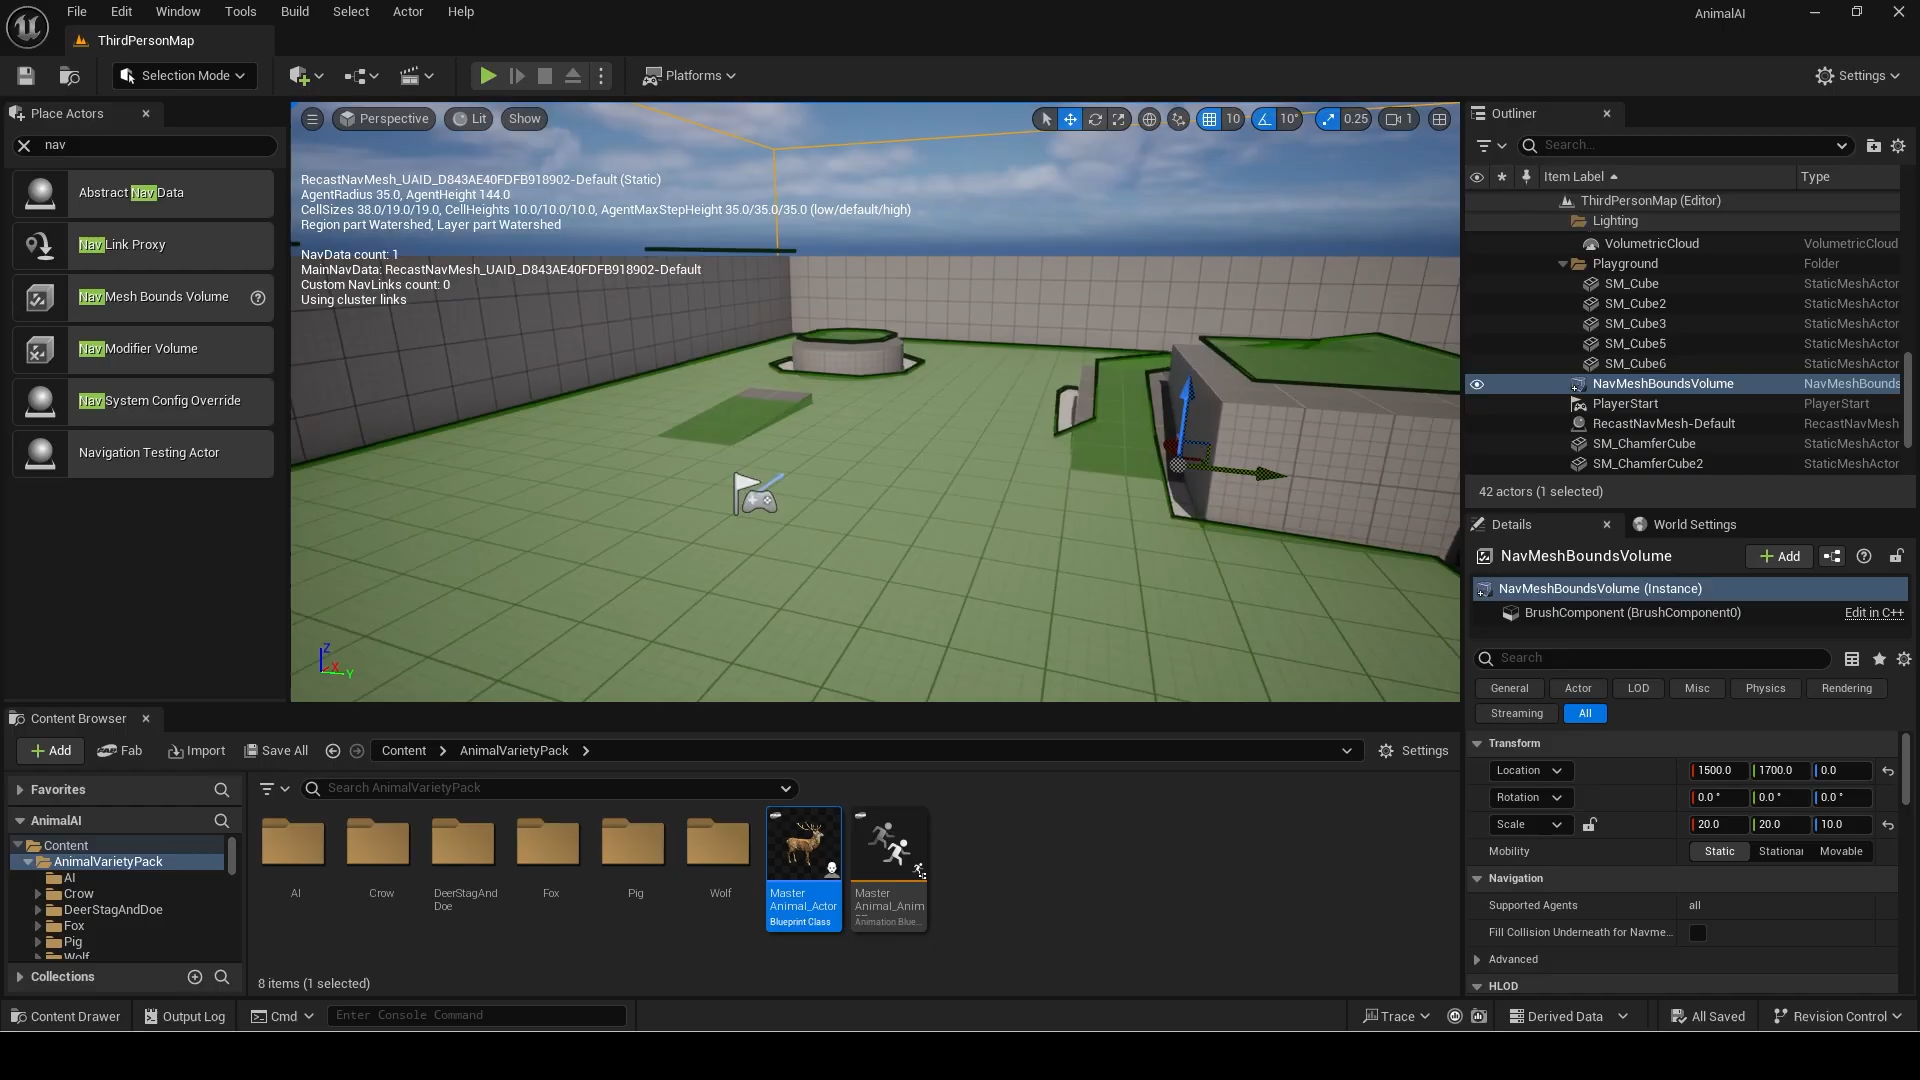 File Edit Window Tools Build Select Actor Help
AnimalAI
ThirdPersonMap
Selection Mode
Platforms
Settings
Place Actors
nav
Abstract Nav Data
Nav Link Proxy
Nav Mesh Bounds Volume
Nav Modifier Volume
Nav System Config Override
Navigation Testing Actor
Perspective
Lit
Show
10
10°
0.25
1
RecastNavMesh_UAID_D843AE40FDFB918902-Default (Static)
AgentRadius 35.0, AgentHeight 144.0
CellSizes 38.0/19.0/19.0, CellHeights 10.0/10.0/10.0, AgentMaxStepHeight 35.0/35.0/35.0 (low/default/high)
Region part Watershed, Layer part Watershed
NavData count: 1
MainNavData: RecastNavMesh_UAID_D843AE40FDFB918902-Default
Custom NavLinks count: 0
Using cluster links
Z
X
Y
Outliner
Search...
Item Label Type
ThirdPersonMap (Editor)
Lighting
VolumetricCloud VolumetricCloud
Playground Folder
SM_Cube StaticMeshActor
SM_Cube2 StaticMeshActor
SM_Cube3 StaticMeshActor
SM_Cube5 StaticMeshActor
SM_Cube6 StaticMeshActor
NavMeshBoundsVolume NavMeshBounds
PlayerStart PlayerStart
RecastNavMesh-Default RecastNavMesh
SM_ChamferCube StaticMeshActor
SM_ChamferCube2 StaticMeshActor
42 actors (1 selected)
Details
World Settings
NavMeshBoundsVolume
Add
NavMeshBoundsVolume (Instance)
BrushComponent (BrushComponent0) Edit in C++
Search
General Actor LOD Misc Physics Rendering
Streaming All
Transform
Location 1500.0 1700.0 0.0
Rotation 0.0 ° 0.0 ° 0.0 °
Scale 20.0 20.0 10.0
Mobility Static Stationar Movable
Navigation
Supported Agents all
Fill Collision Underneath for Navme...
Advanced
HLOD
Content Browser
Add
Fab
Import
Save All
Content
AnimalVarietyPack
Settings
Favorites
AnimalAI
Content
AnimalVarietyPack
AI
Crow
DeerStagAndDoe
Fox
Pig
Wolf
Collections
Search AnimalVarietyPack
AI
Crow
DeerStagAnd
Doe
Fox
Pig
Wolf
Master
Animal_Actor
Blueprint Class
Master
Animal_Anim
Animation Blue...
8 items (1 selected)
Content Drawer
Output Log
Cmd
Enter Console Command
Trace
Derived Data
All Saved
Revision Control